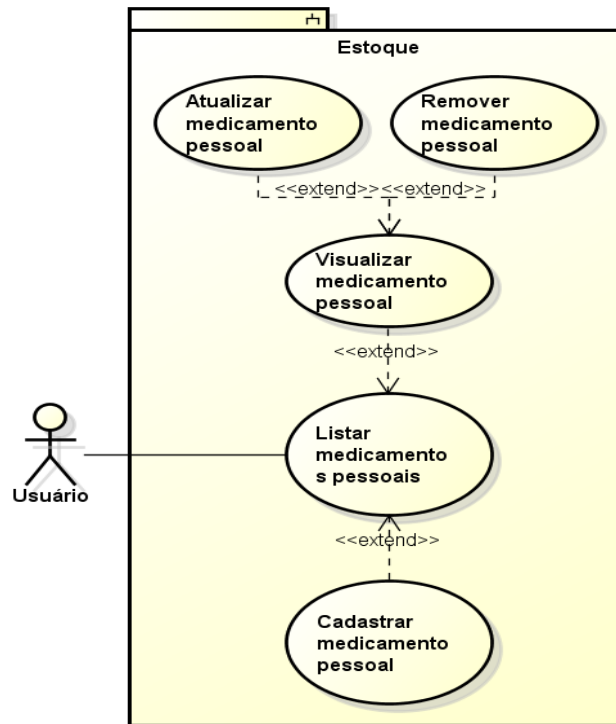 Estoque
Atualizar
medicamento
pessoal
Remover
medicamento
pessoal
<<extend>>
<<extend>>
Visualizar
medicamento
pessoal
<<extend>>
Listar
medicamento
s pessoais
Usuário
<<extend>>
Cadastrar
medicamento
pessoal